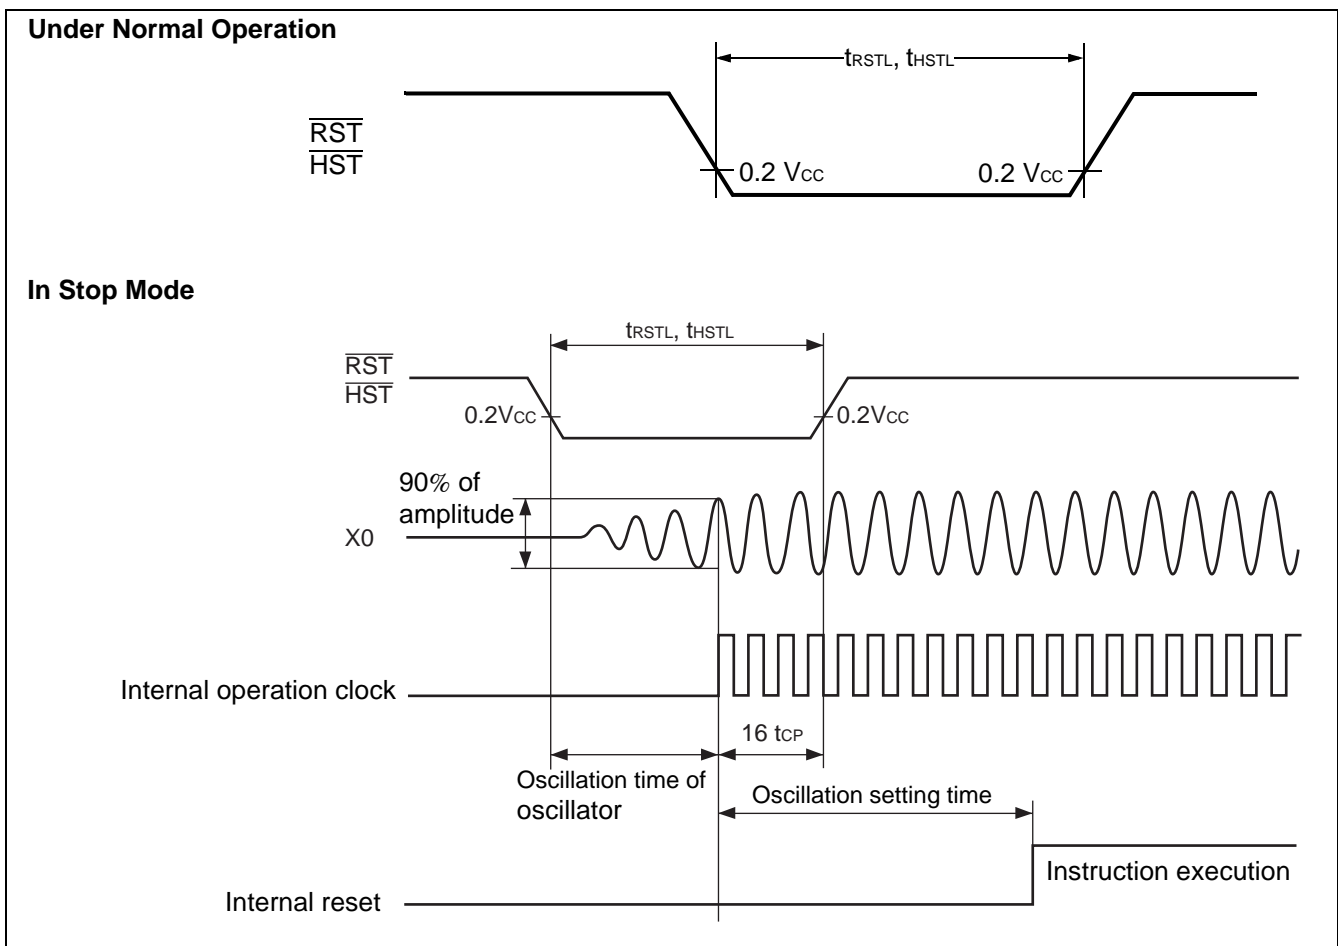 Under Normal Operation
tRSTL, tHSTL
RST
HST
0.2 VCC
0.2 VCC
In Stop Mode
tRSTL, tHSTL
RST
HST
0.2VCC
0.2VCC
90% of
amplitude
X0
Internal operation clock
16 tCP
Oscillation time of
oscillator
Oscillation setting time
Instruction execution
Internal reset